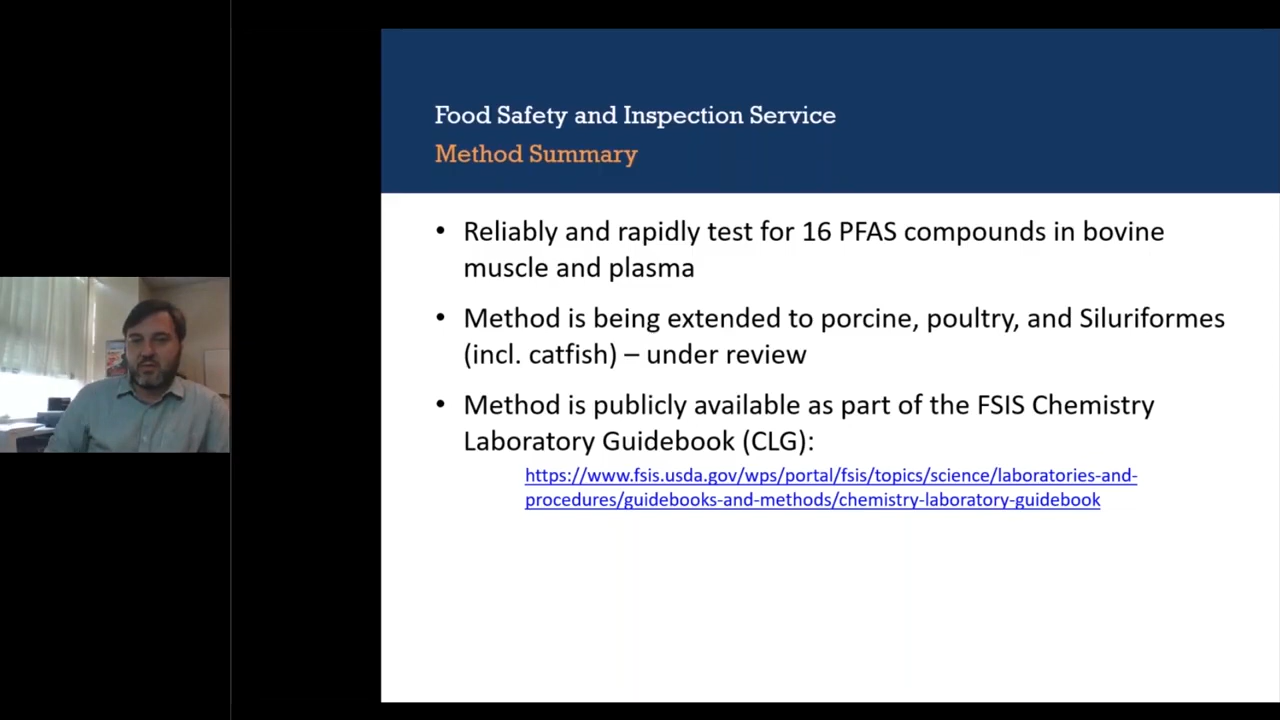 Food Safety and Inspection Service
Method Summary
• Reliably and rapidly test for 16 PFAS compounds in bovine
muscle and plasma
• Method is being extended to porcine, poultry, and Siluriformes
(incl. catfish) – under review
• Method is publicly available as part of the FSIS Chemistry
Laboratory Guidebook (CLG):
https://www.fsis.usda.gov/wps/portal/fsis/topics/science/laboratories-and-
procedures/guidebooks-and-methods/chemistry-laboratory-guidebook